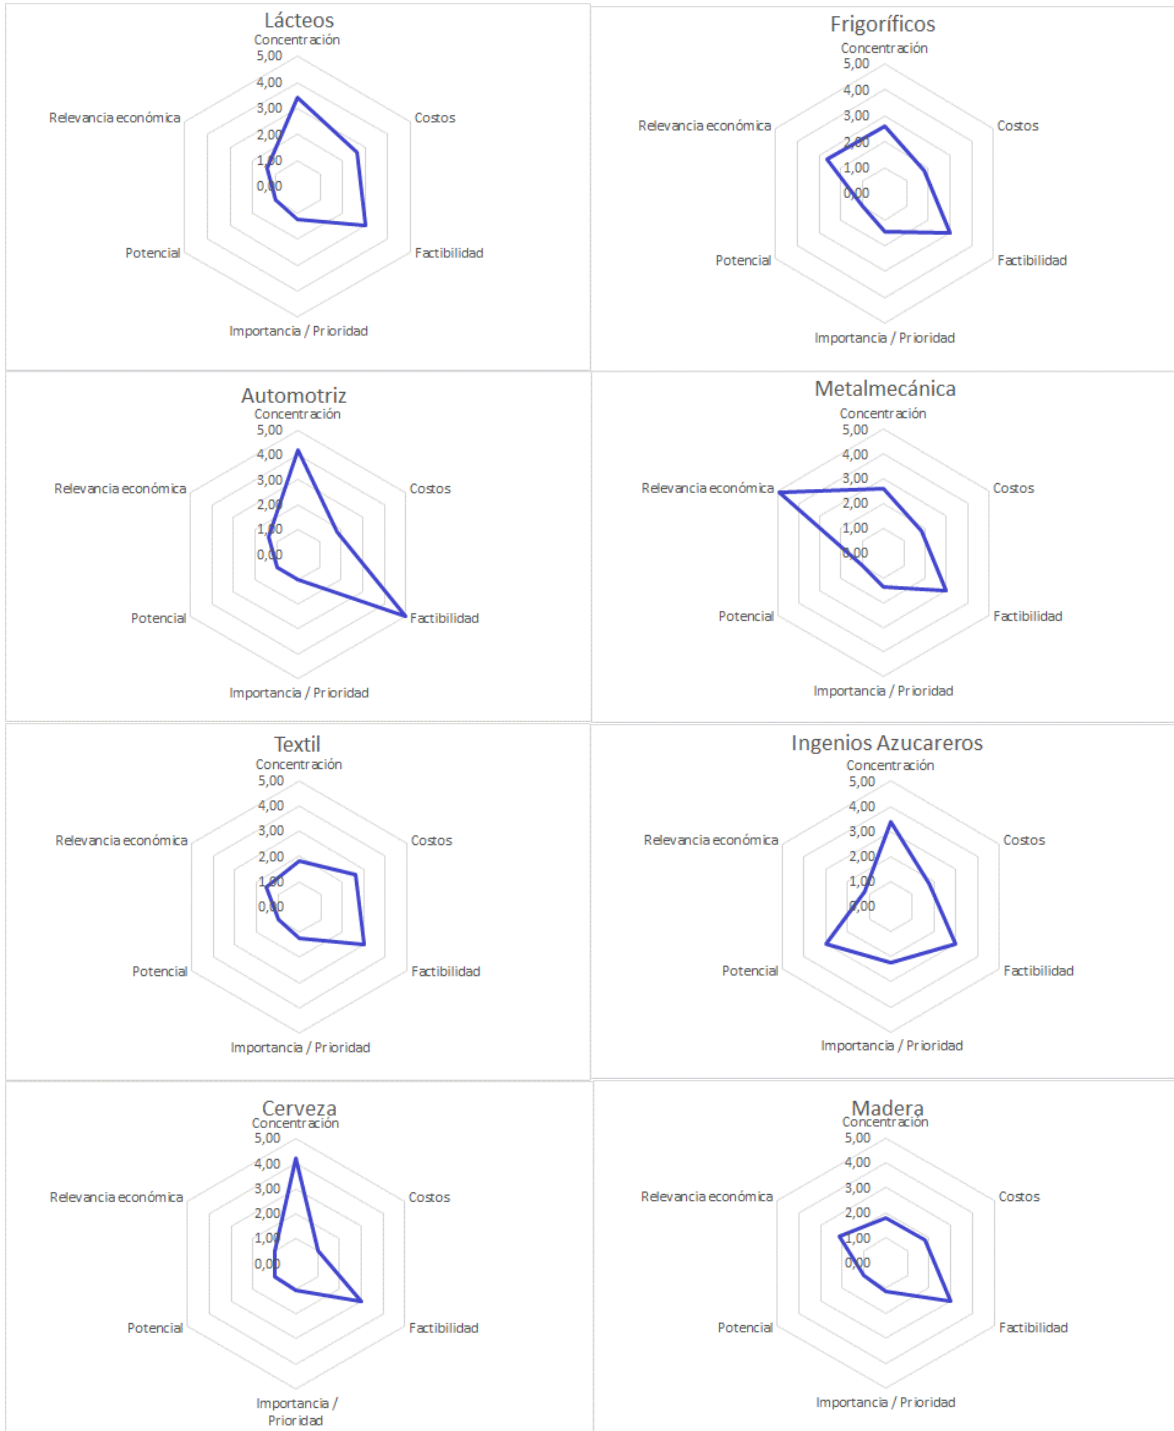 Lácteos
Concentración
5,00
4,00
3,00
2,00
1,00
0,00
Relevancia económica
Costos
Potencial
Factibilidad
Importancia / Prioridad
Frigoríficos
Concentración
5,00
4,00
3,00
2,00
1,00
0,00
Relevancia económica
Costos
Potencial
Factibilidad
Importancia / Prioridad
Automotriz
Concentración
5,00
4,00
3,00
2,00
1,00
0,00
Relevancia económica
Costos
Potencial
Factibilidad
Importancia / Prioridad
Metalmecánica
Concentración
5,00
4,00
3,00
2,00
1,00
0,00
Relevancia económica
Costos
Potencial
Factibilidad
Importancia / Prioridad
Textil
Concentración
5,00
4,00
3,00
2,00
1,00
0,00
Relevancia económica
Costos
Potencial
Factibilidad
Importancia / Prioridad
Ingenios Azucareros
Concentración
5,00
4,00
3,00
2,00
1,00
0,00
Relevancia económica
Costos
Potencial
Factibilidad
Importancia / Prioridad
Cerveza
Concentración
5,00
4,00
3,00
2,00
1,00
0,00
Relevancia económica
Costos
Potencial
Factibilidad
Importancia /
Prioridad
Madera
Concentración
5,00
4,00
3,00
2,00
1,00
0,00
Relevancia económica
Costos
Potencial
Factibilidad
Importancia / Prioridad